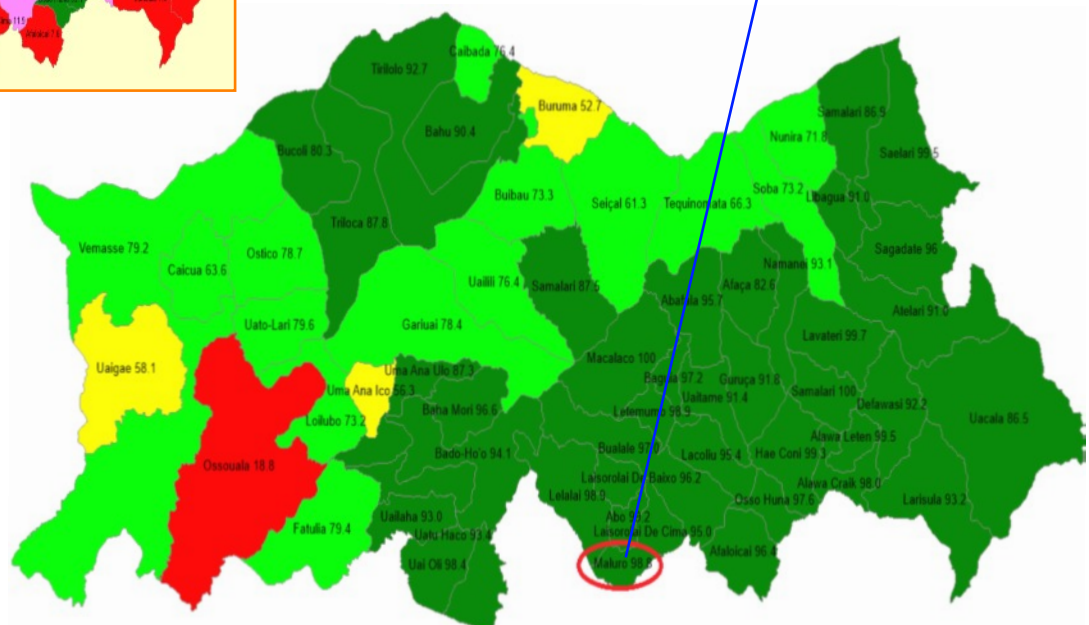 Caibada 76.4
Tirilolo 92.7
Buruma 52.7
Samalari 86.9
Bahu 90.4
Nunira 71.8
Bucoli 80.3
Saelari 99.5
Buibau 73.3
Seiçal 61.3
Tequinomata 66.3
Soba 73.2
Libagua 91.0
Triloca 87.8
Vemasse 79.2
Ostico 78.7
Caicua 63.6
Sagadate 96
Namanei 93.1
Uailili 76.4
Samalari 87.5
Afaça 82.6
Abafala 95.7
Atelari 91.0
Uato-Lari 79.6
Gariuai 78.4
Lavateri 99.7
Macalaco 100
Uaigae 58.1
Uma Ana Ulo 87.3
Bagua 97.2
Guruça 91.8
Uma Ana Ico 56.3
Uaitame 91.4
Samalari 100
Defawasi 92.2
Baha Mori 96.6
Letemumo 98.9
Uacala 86.5
Loilubo 73.2
Alawa Leten 99.5
Bualale
Bado-Ho'o 94.1
Lacoliu 95.4
Hae Coni 99.3
Ossouala 18.8
Laisorolai De Baixo 96.2
Alawa Craik 98.0
Lelalai 98.9
Osso Huna 97.6
Larisula 93.2
Uailaha 93.0
Abo
Fatulia 79.4
Laisorolai De Cima 95.0
Uatu Haco 93.4
Afaloicai 96.4
Uai Oli 98.4
Maluro 98.8